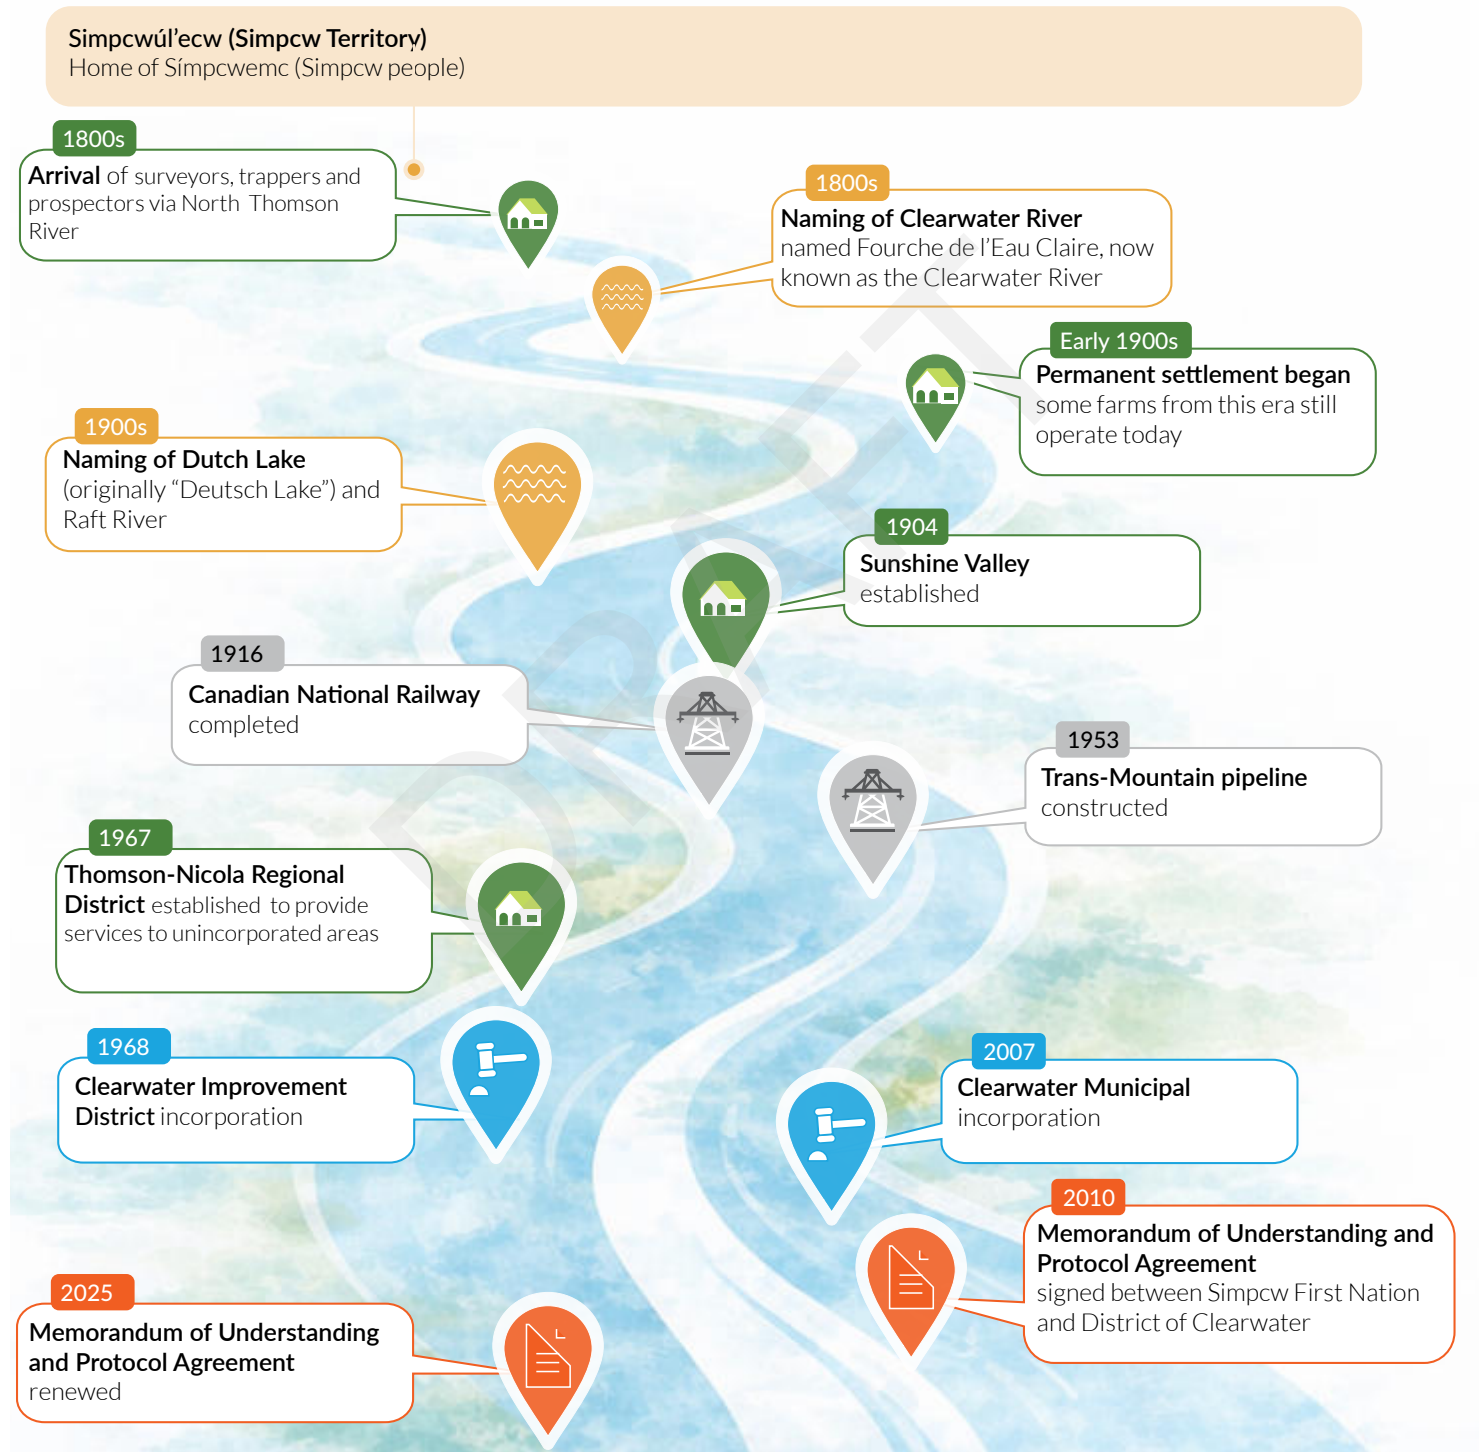 Simpcwúl’ecw (Simpcw Territory)
Home of Símpcwemc (Simpcw people)
1800s
Arrival of surveyors, trappers and
prospectors via North Thomson
River
1800s
Naming of Clearwater River
named Fourche de l’Eau Claire, now
known as the Clearwater River
Early 1900s
Permanent settlement began
some farms from this era still
operate today
1900s
Naming of Dutch Lake
(originally “Deutsch Lake”) and
Raft River
1904
Sunshine Valley
established
1916
Canadian National Railway
completed
1953
Trans-Mountain pipeline
constructed
1967
Thomson-Nicola Regional
District established to provide
services to unincorporated areas
1968
Clearwater Improvement
District incorporation
2007
Clearwater Municipal
incorporation
2010
Memorandum of Understanding and
Protocol Agreement
signed between Simpcw First Nation
and District of Clearwater
2025
Memorandum of Understanding
and Protocol Agreement
renewed
DRAFT